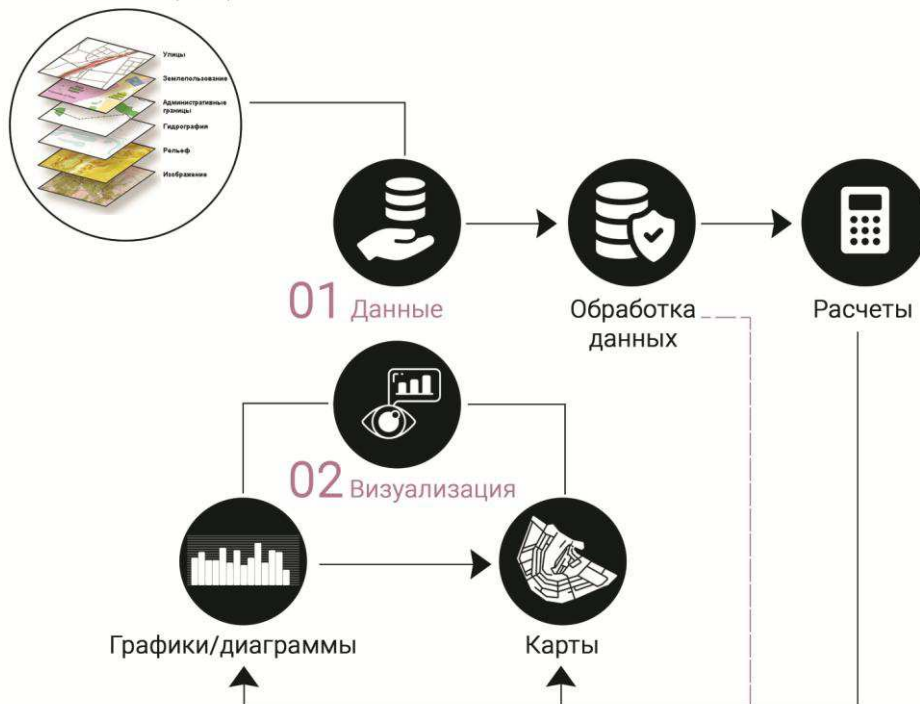 Улицы
Землепользование
Административные
границы
Гидрография
Рельеф
Изображение
01 Данные
Обработка
данных
Расчеты
02 Визуализация
Графики/диаграммы
Карты